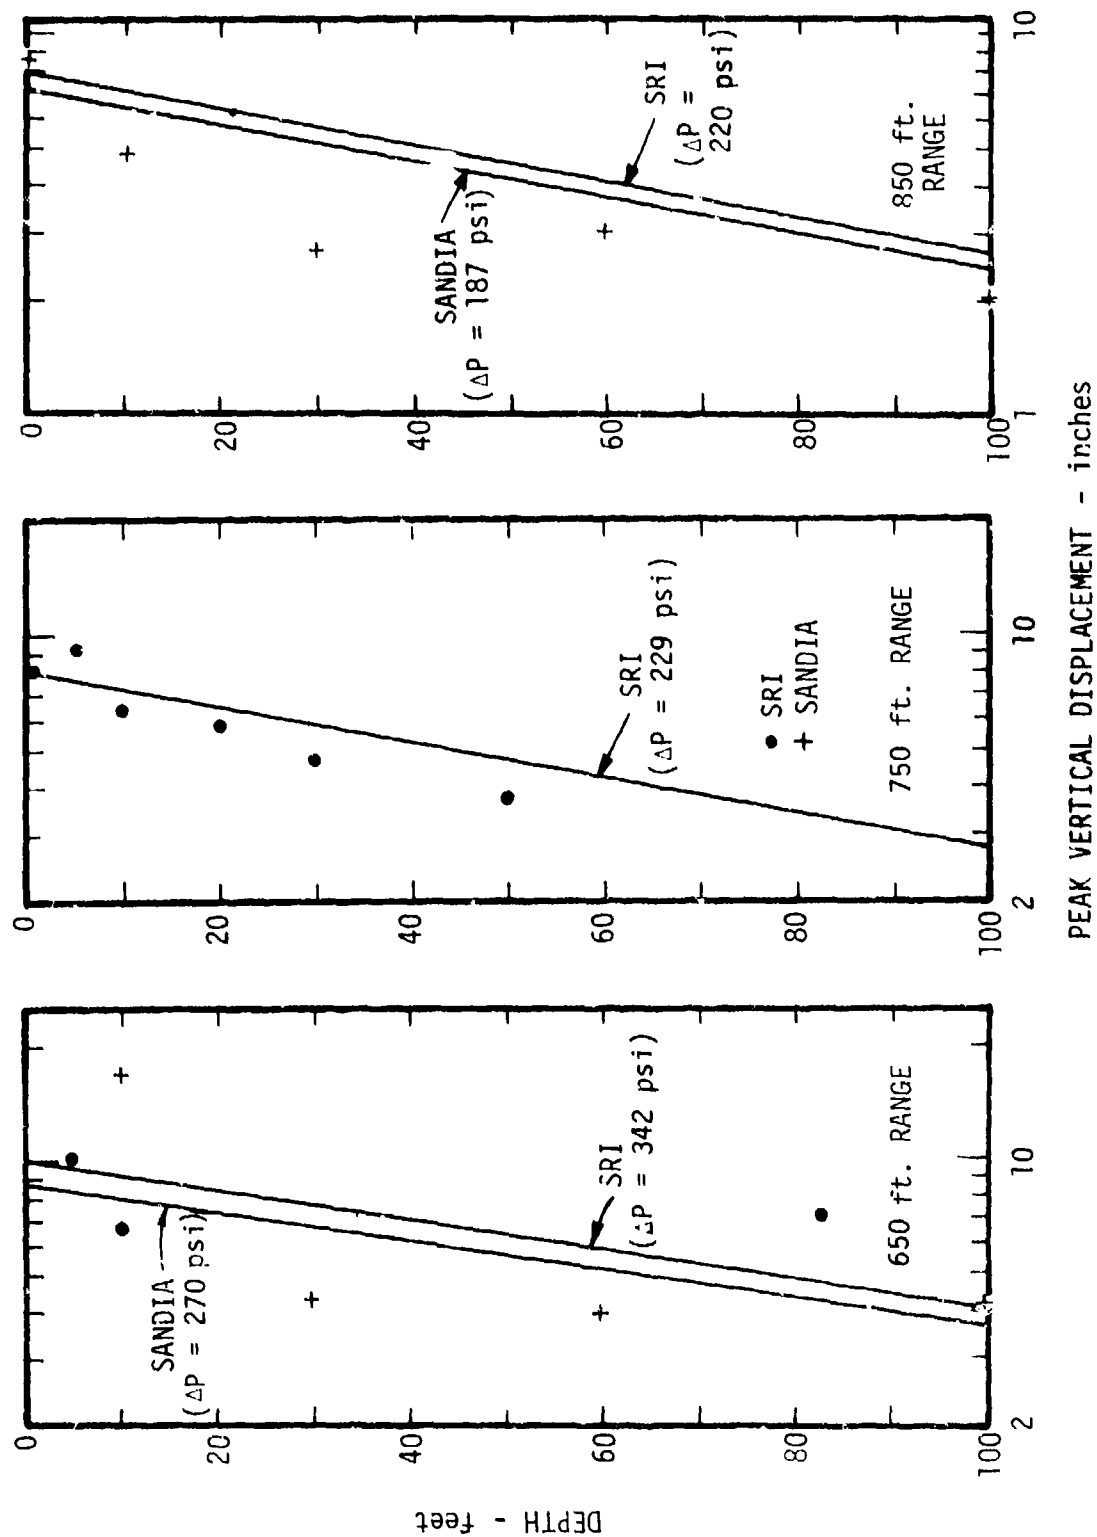 DEPTH - feet
0
20
40
60
80
100
2
10
SANDIA
(ΔP = 270 psi)
SRI
(ΔP = 342 psi)
650 ft. RANGE
0
20
40
60
80
100
2
10
SRI
(ΔP = 229 psi)
● SRI
+ SANDIA
750 ft. RANGE
0
20
40
60
80
100
1
10
SANDIA
(ΔP = 187 psi)
SRI
(ΔP =
220 psi)
850 ft.
RANGE
PEAK VERTICAL DISPLACEMENT - inches